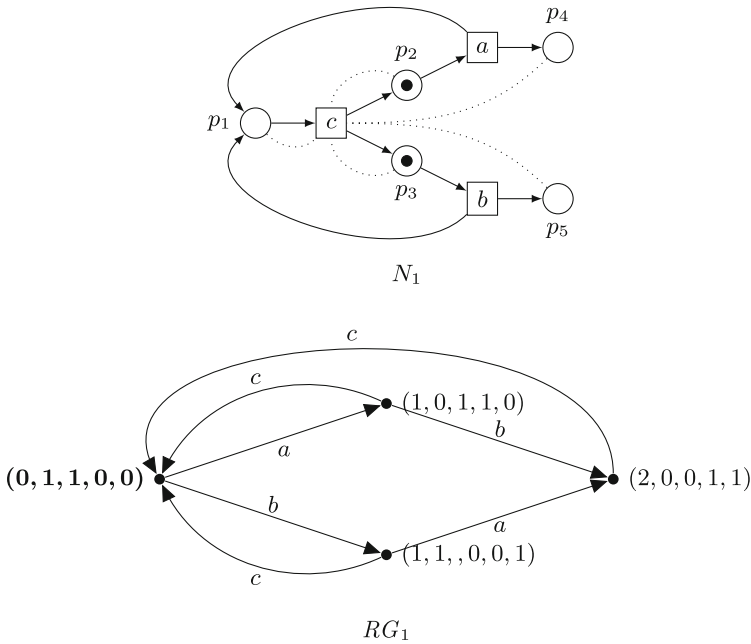 p4
p2
a
p1
c
p3
b
p5
N1
c
c
(1, 0, 1, 1, 0)
b
a
(0, 1, 1, 0, 0)
(2, 0, 0, 1, 1)
b
a
(1, 1, , 0, 0, 1)
c
RG1